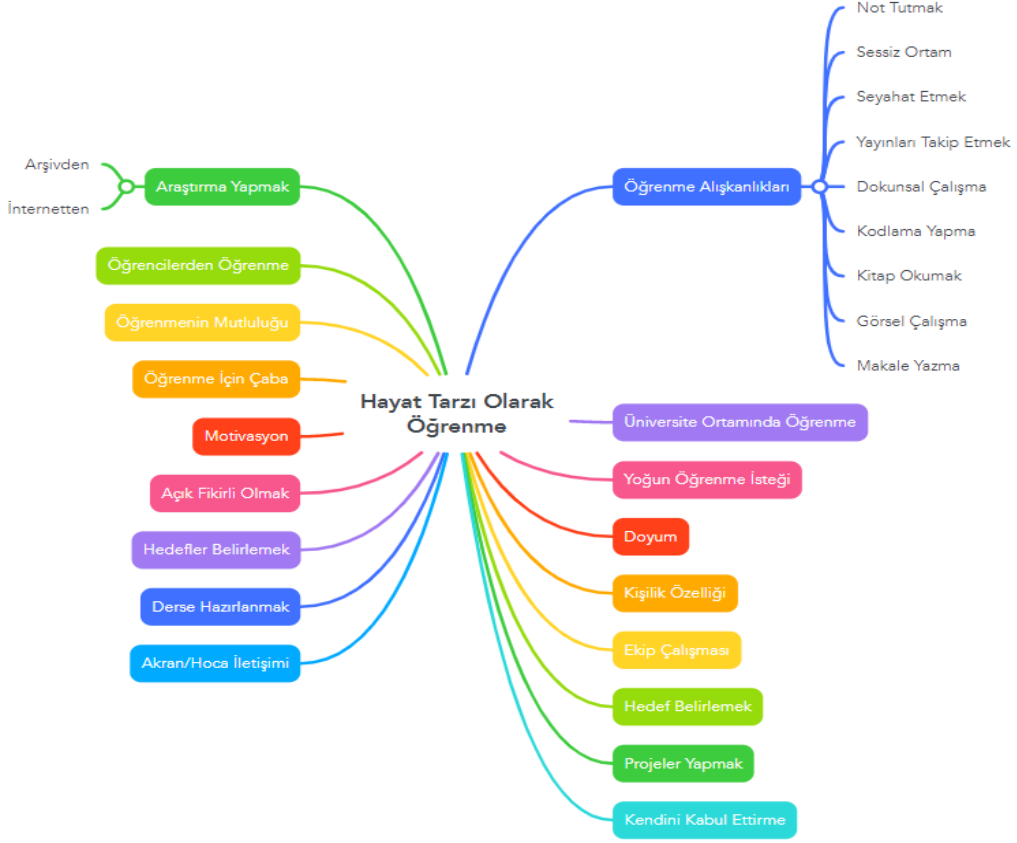 Hayat Tarzı Olarak
Öğrenme
Öğrenme Alışkanlıkları
Not Tutmak
Sessiz Ortam
Seyahat Etmek
Yayınları Takip Etmek
Dokunsal Çalışma
Kodlama Yapma
Kitap Okumak
Görsel Çalışma
Makale Yazma
Üniversite Ortamında Öğrenme
Yoğun Öğrenme İsteği
Doyum
Kişilik Özelliği
Ekip Çalışması
Hedef Belirlemek
Projeler Yapmak
Kendini Kabul Ettirme
Araştırma Yapmak
Arşivden
İnternetten
Öğrencilerden Öğrenme
Öğrenmenin Mutluluğu
Öğrenme İçin Çaba
Motivasyon
Açık Fikirli Olmak
Hedefler Belirlemek
Derse Hazırlanmak
Akran/Hoca İletişimi